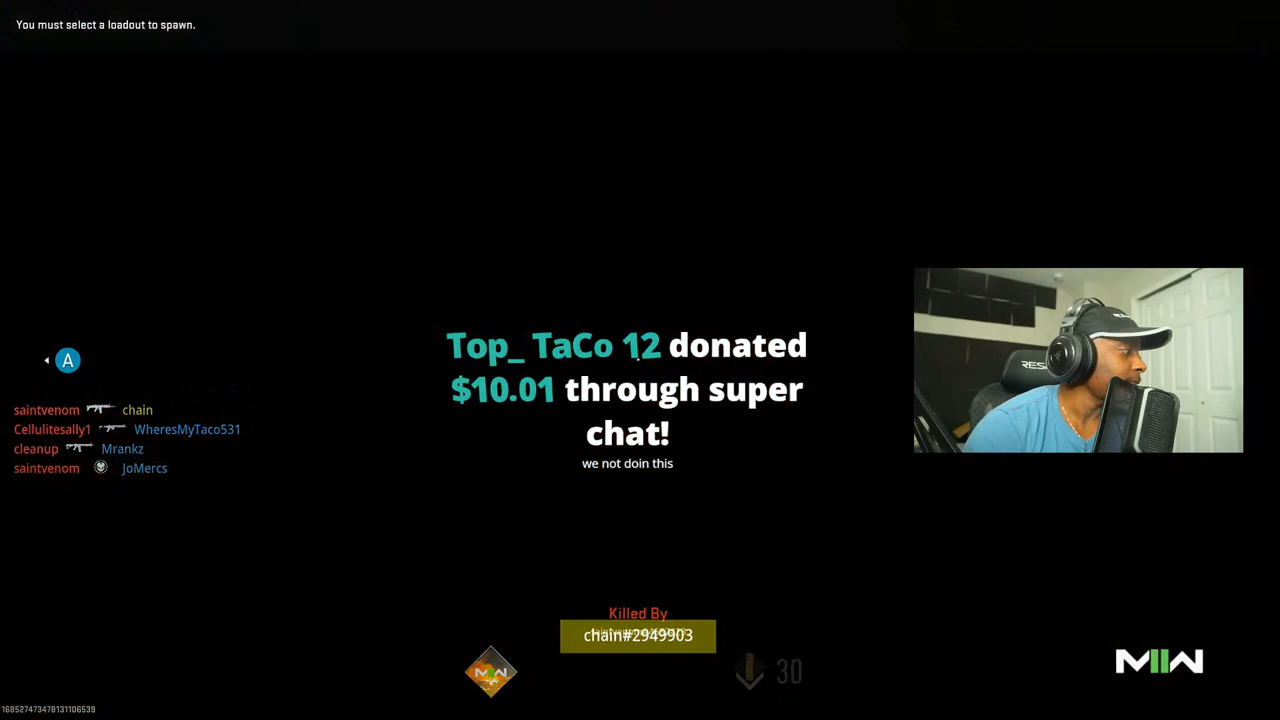 You must select a loadout to spawn.
Top_ TaCo 12 donated
$10.01 through super
chat!
we not doin this
A
saintvenom chain
Cellulitesally1 WheresMyTaco531
cleanup Mrankz
saintvenom JoMercs
Killed By
chain#2949903
30
MW
168527473478131106539